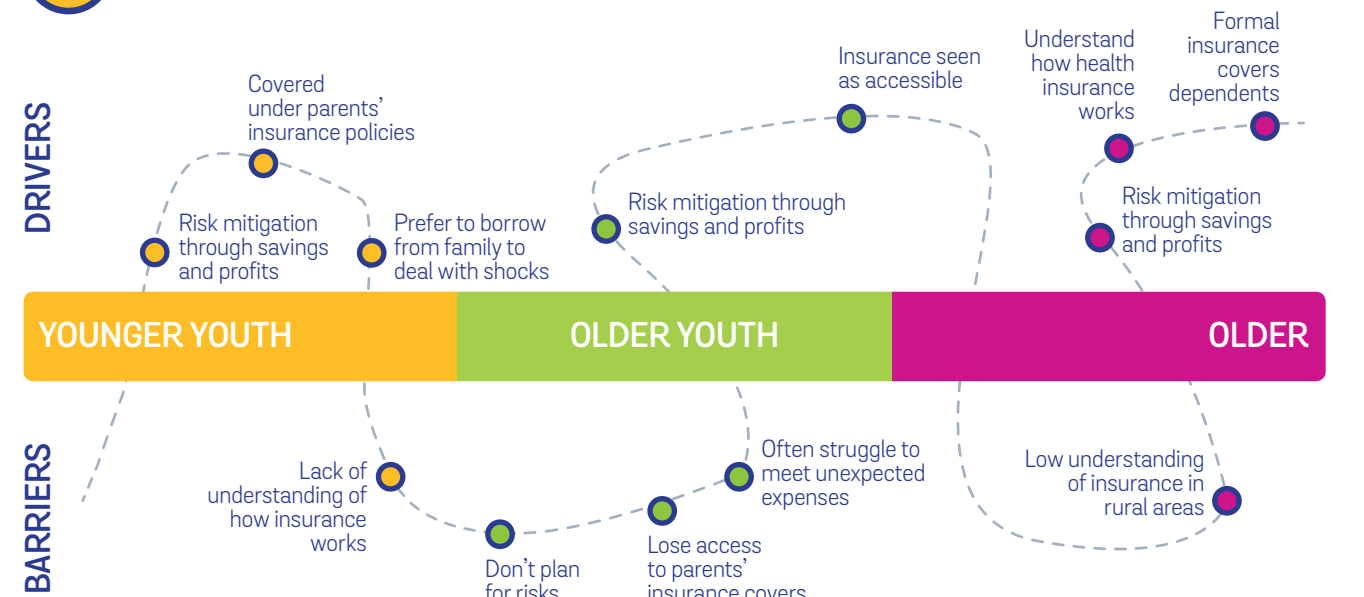 DRIVERS
Covered
under parents’
insurance policies
Risk mitigation
through savings
and profits
Prefer to borrow
from family to
deal with shocks
Risk mitigation through
savings and profits
Insurance seen
as accessible
Understand
how health
insurance
works
Formal
insurance
covers
dependents
Risk mitigation
through savings
and profits
YOUNGER YOUTH
OLDER YOUTH
OLDER
BARRIERS
Lack of
understanding of
how insurance
works
Don’t plan
for risks
Lose access
to parents’
insurance covers
Often struggle to
meet unexpected
expenses
Low understanding
of insurance in
rural areas